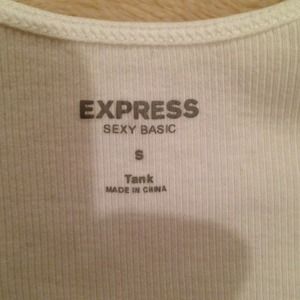 EXPRESS
SEXY BASIC
S
Tank
MADE IN CHINA